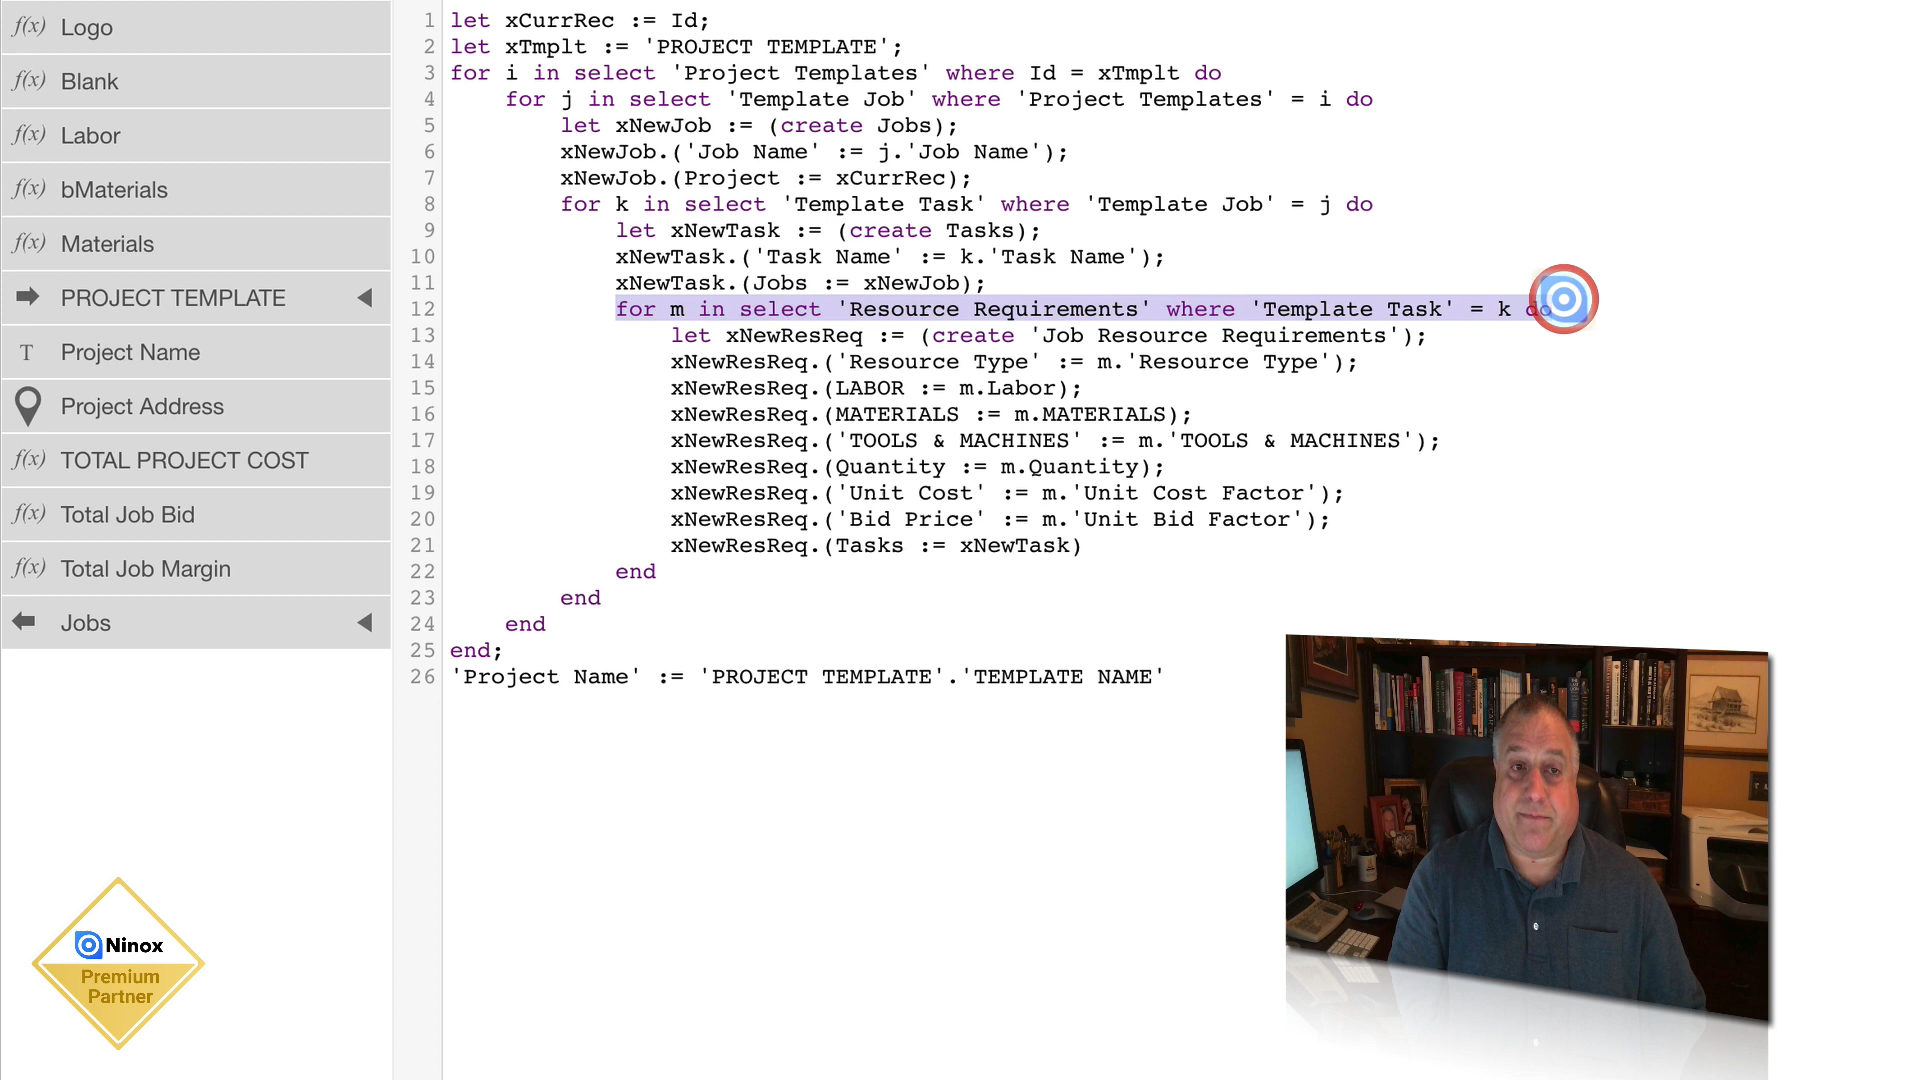 f(x) Logo
f(x) Blank
f(x) Labor
f(x) bMaterials
f(x) Materials
PROJECT TEMPLATE
T Project Name
Project Address
f(x) TOTAL PROJECT COST
f(x) Total Job Bid
f(x) Total Job Margin
Jobs
1 let xCurrRec := Id;
2 let xTmplt := 'PROJECT TEMPLATE';
3 for i in select 'Project Templates' where Id = xTmplt do
4 for j in select 'Template Job' where 'Project Templates' = i do
5 let xNewJob := (create Jobs);
6 xNewJob.('Job Name' := j.'Job Name');
7 xNewJob.(Project := xCurrRec);
8 for k in select 'Template Task' where 'Template Job' = j do
9 let xNewTask := (create Tasks);
10 xNewTask.('Task Name' := k.'Task Name');
11 xNewTask.(Jobs := xNewJob);
12 for m in select 'Resource Requirements' where 'Template Task' = k do
13 let xNewResReq := (create 'Job Resource Requirements');
14 xNewResReq.('Resource Type' := m.'Resource Type');
15 xNewResReq.(LABOR := m.Labor);
16 xNewResReq.(MATERIALS := m.MATERIALS);
17 xNewResReq.('TOOLS & MACHINES' := m.'TOOLS & MACHINES');
18 xNewResReq.(Quantity := m.Quantity);
19 xNewResReq.('Unit Cost' := m.'Unit Cost Factor');
20 xNewResReq.('Bid Price' := m.'Unit Bid Factor');
21 xNewResReq.(Tasks := xNewTask)
22 end
23 end
24 end
25 end;
26 'Project Name' := 'PROJECT TEMPLATE'.'TEMPLATE NAME'
Ninox
Premium
Partner